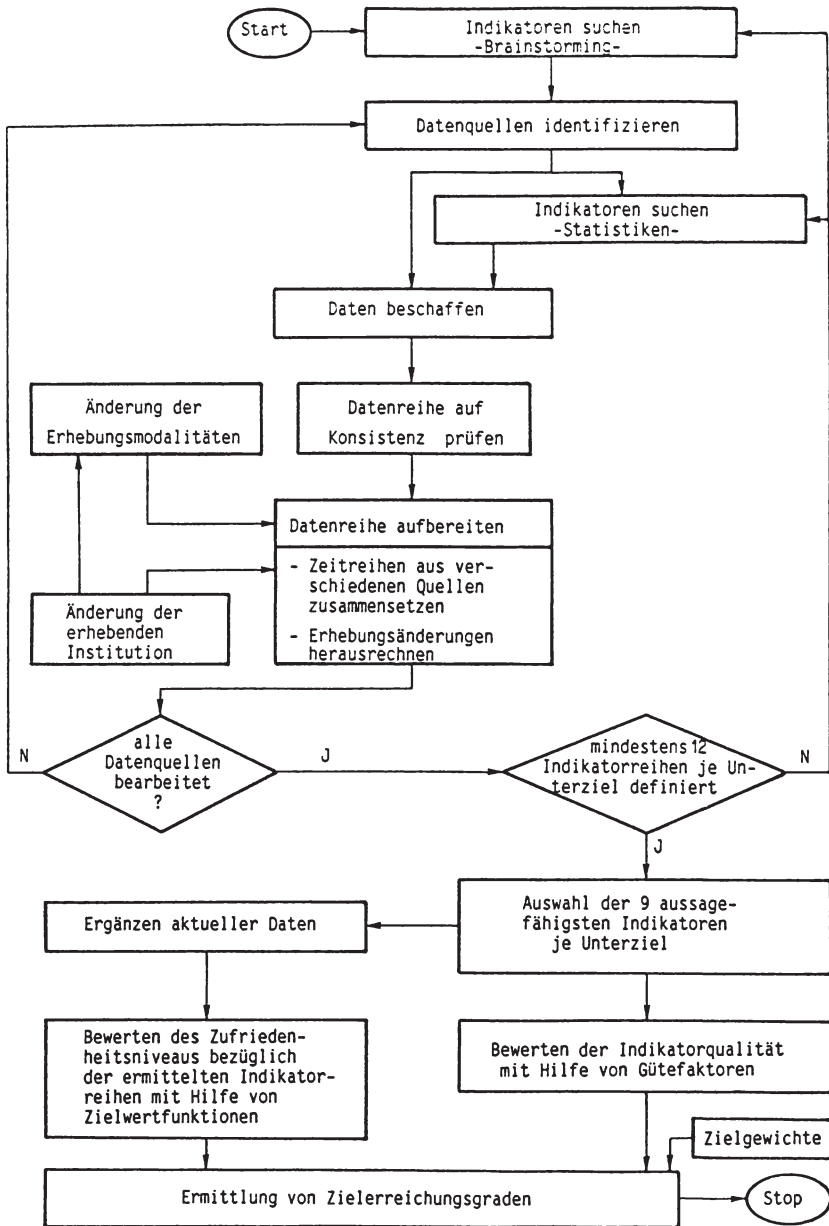 Start
Indikatoren suchen
-Brainstorming-
Datenquellen identifizieren
Indikatoren suchen
-Statistiken-
Daten beschaffen
Änderung der
Erhebungsmodalitäten
Datenreihe auf
Konsistenz prüfen
Datenreihe aufbereiten
- Zeitreihen aus ver-
schiedenen Quellen
zusammensetzen
- Erhebungsänderungen
herausrechnen
Änderung der
erhebenden
Institution
N
alle
Datenquellen
bearbeitet
?
J
mindestens 12
Indikatorreihen je Un-
terziel definiert
N
J
Auswahl der 9 aussage-
fähigsten Indikatoren
je Unterziel
Ergänzen aktueller Daten
Bewerten des Zufrieden-
heitsniveaus bezüglich
der ermittelten Indikator-
reihen mit Hilfe von
Zielwertfunktionen
Bewerten der Indikatorqualität
mit Hilfe von Gütefaktoren
Zielgewichte
Ermittlung von Zielerreichungsgraden
Stop